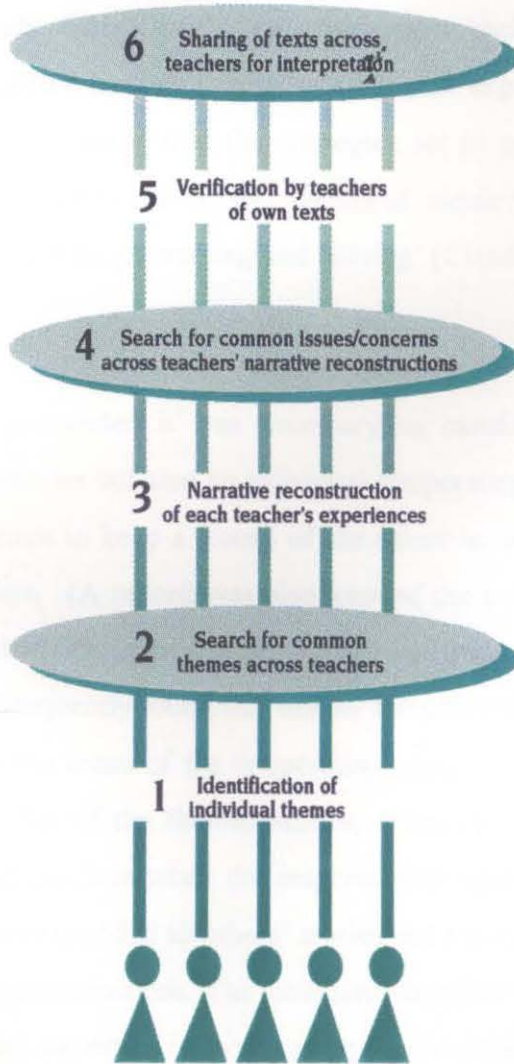 6 Sharing of texts across
teachers for interpretation
5 Verification by teachers
of own texts
4 Search for common issues/concerns
across teachers' narrative reconstructions
3 Narrative reconstruction
of each teacher's experiences
2 Search for common
themes across teachers
1 Identification of
individual themes